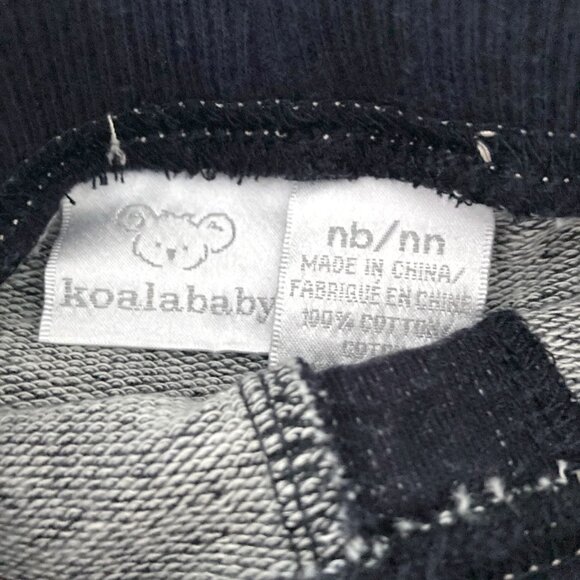 koalababy
nb/nn
MADE IN CHINA/
FABRIQUÉ EN CHINE
100% COTTON/